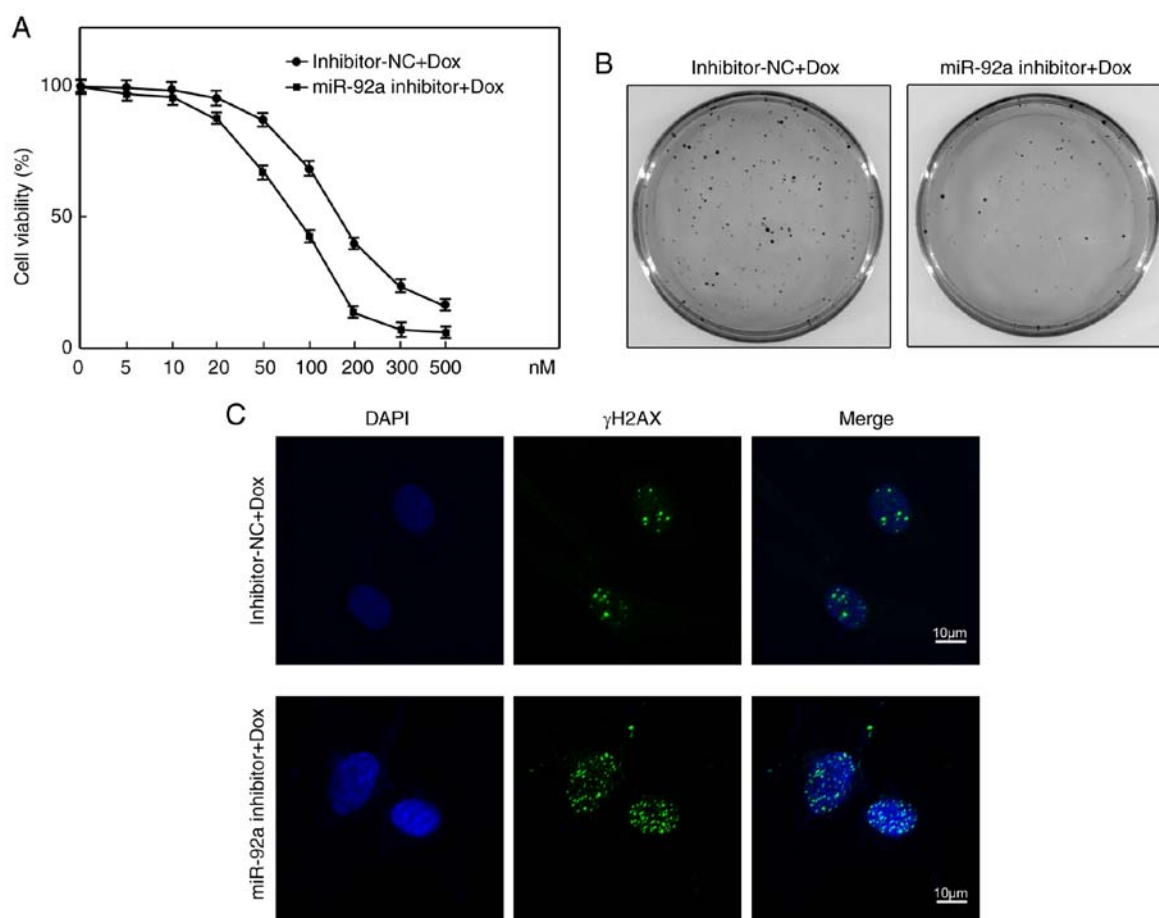 A
Inhibitor-NC+Dox
miR-92a inhibitor+Dox
Cell viability (%)
100
50
0
0 5 10 20 50 100 200 300 500 nM
B
Inhibitor-NC+Dox miR-92a inhibitor+Dox
C
DAPI γH2AX Merge
Inhibitor-NC+Dox
10μm
miR-92a inhibitor+Dox
10μm